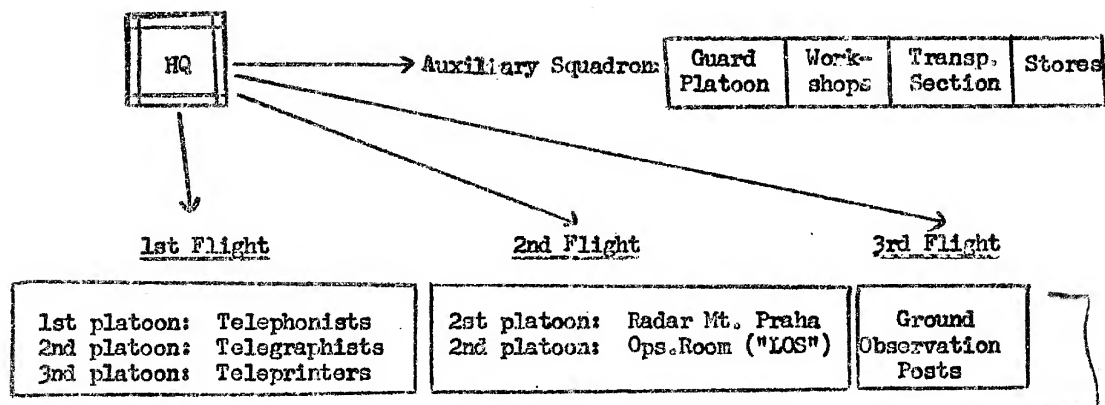 HQ
Auxiliary Squadron:
Guard Platoon
Work-
shops
Transp.
Section
Stores
1st Flight
2nd Flight
3rd Flight
1st platoon: Telephonists
2nd platoon: Telegraphists
3nd platoon: Teleprinters
2st platoon: Radar Mt. Praha
2nd platoon: Ops.Room ("LOS")
Ground
Observation
Posts